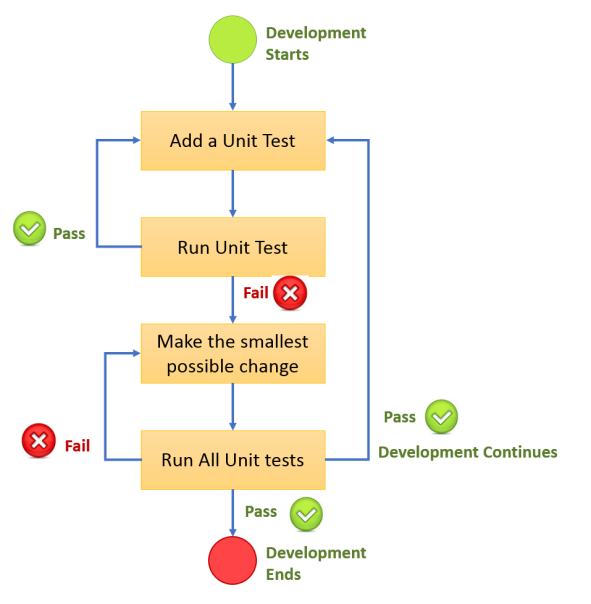 Development
Starts
Add a Unit Test
Pass
Run Unit Test
Fail
Make the smallest
possible change
Fail
Pass
Development Continues
Run All Unit tests
Pass
Development
Ends